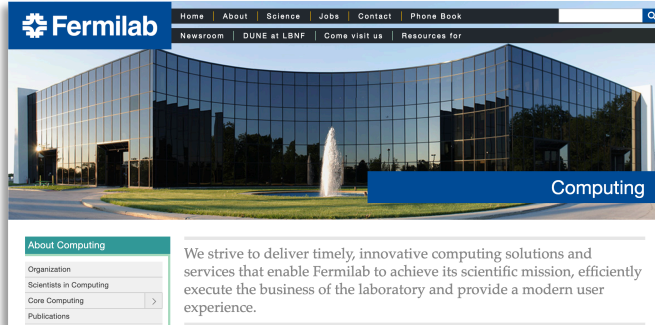 Fermilab
Home | About | Science | Jobs | Contact | Phone Book
Newsroom | DUNE at LBNF | Come visit us | Resources for
Computing
About Computing
Organization
Scientists in Computing
Core Computing
Publications
We strive to deliver timely, innovative computing solutions and
services that enable Fermilab to achieve its scientific mission, efficiently
execute the business of the laboratory and provide a modern user
experience.